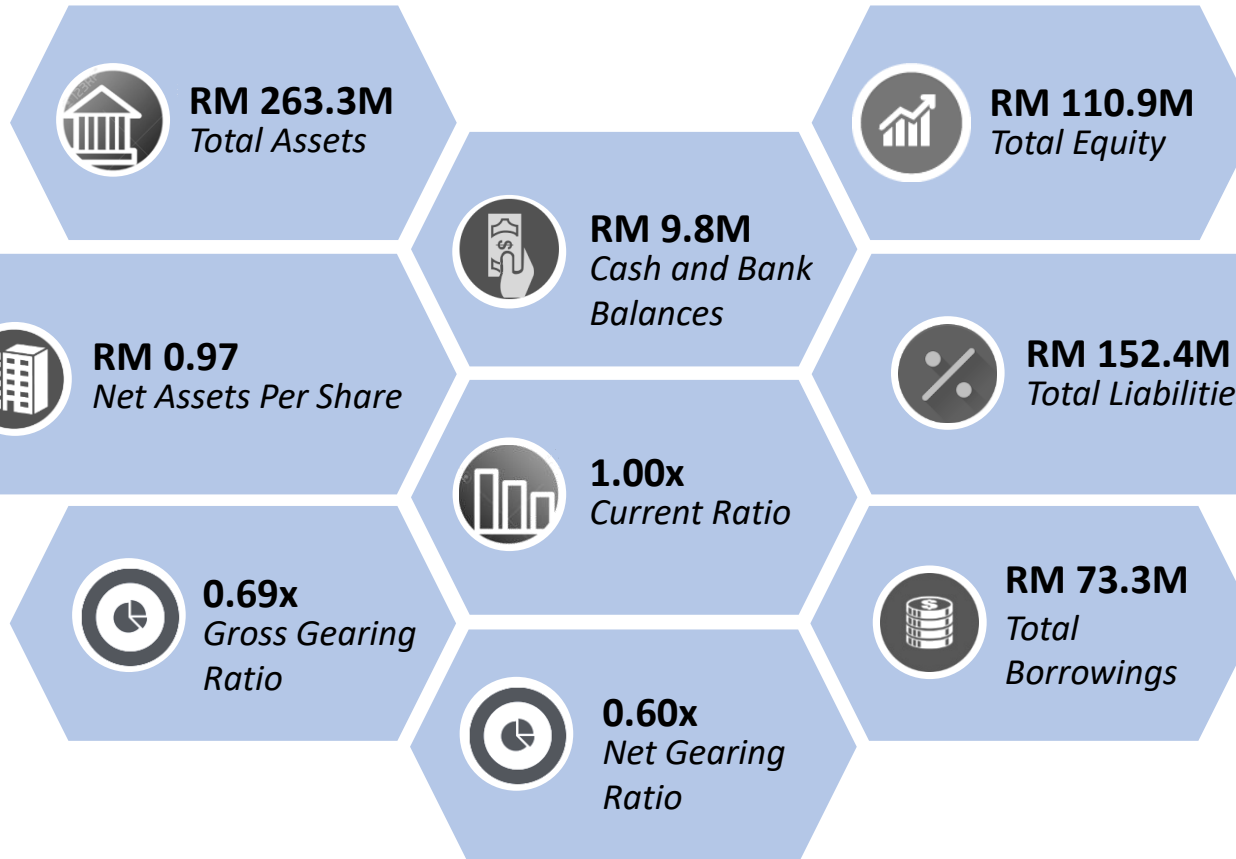 RM 263.3M
Total Assets
RM 110.9M
Total Equity
RM 9.8M
Cash and Bank
Balances
RM 0.97
Net Assets Per Share
RM 152.4M
Total Liabilitie
1.00x
Current Ratio
0.69x
Gross Gearing
Ratio
RM 73.3M
Total
Borrowings
0.60x
Net Gearing
Ratio